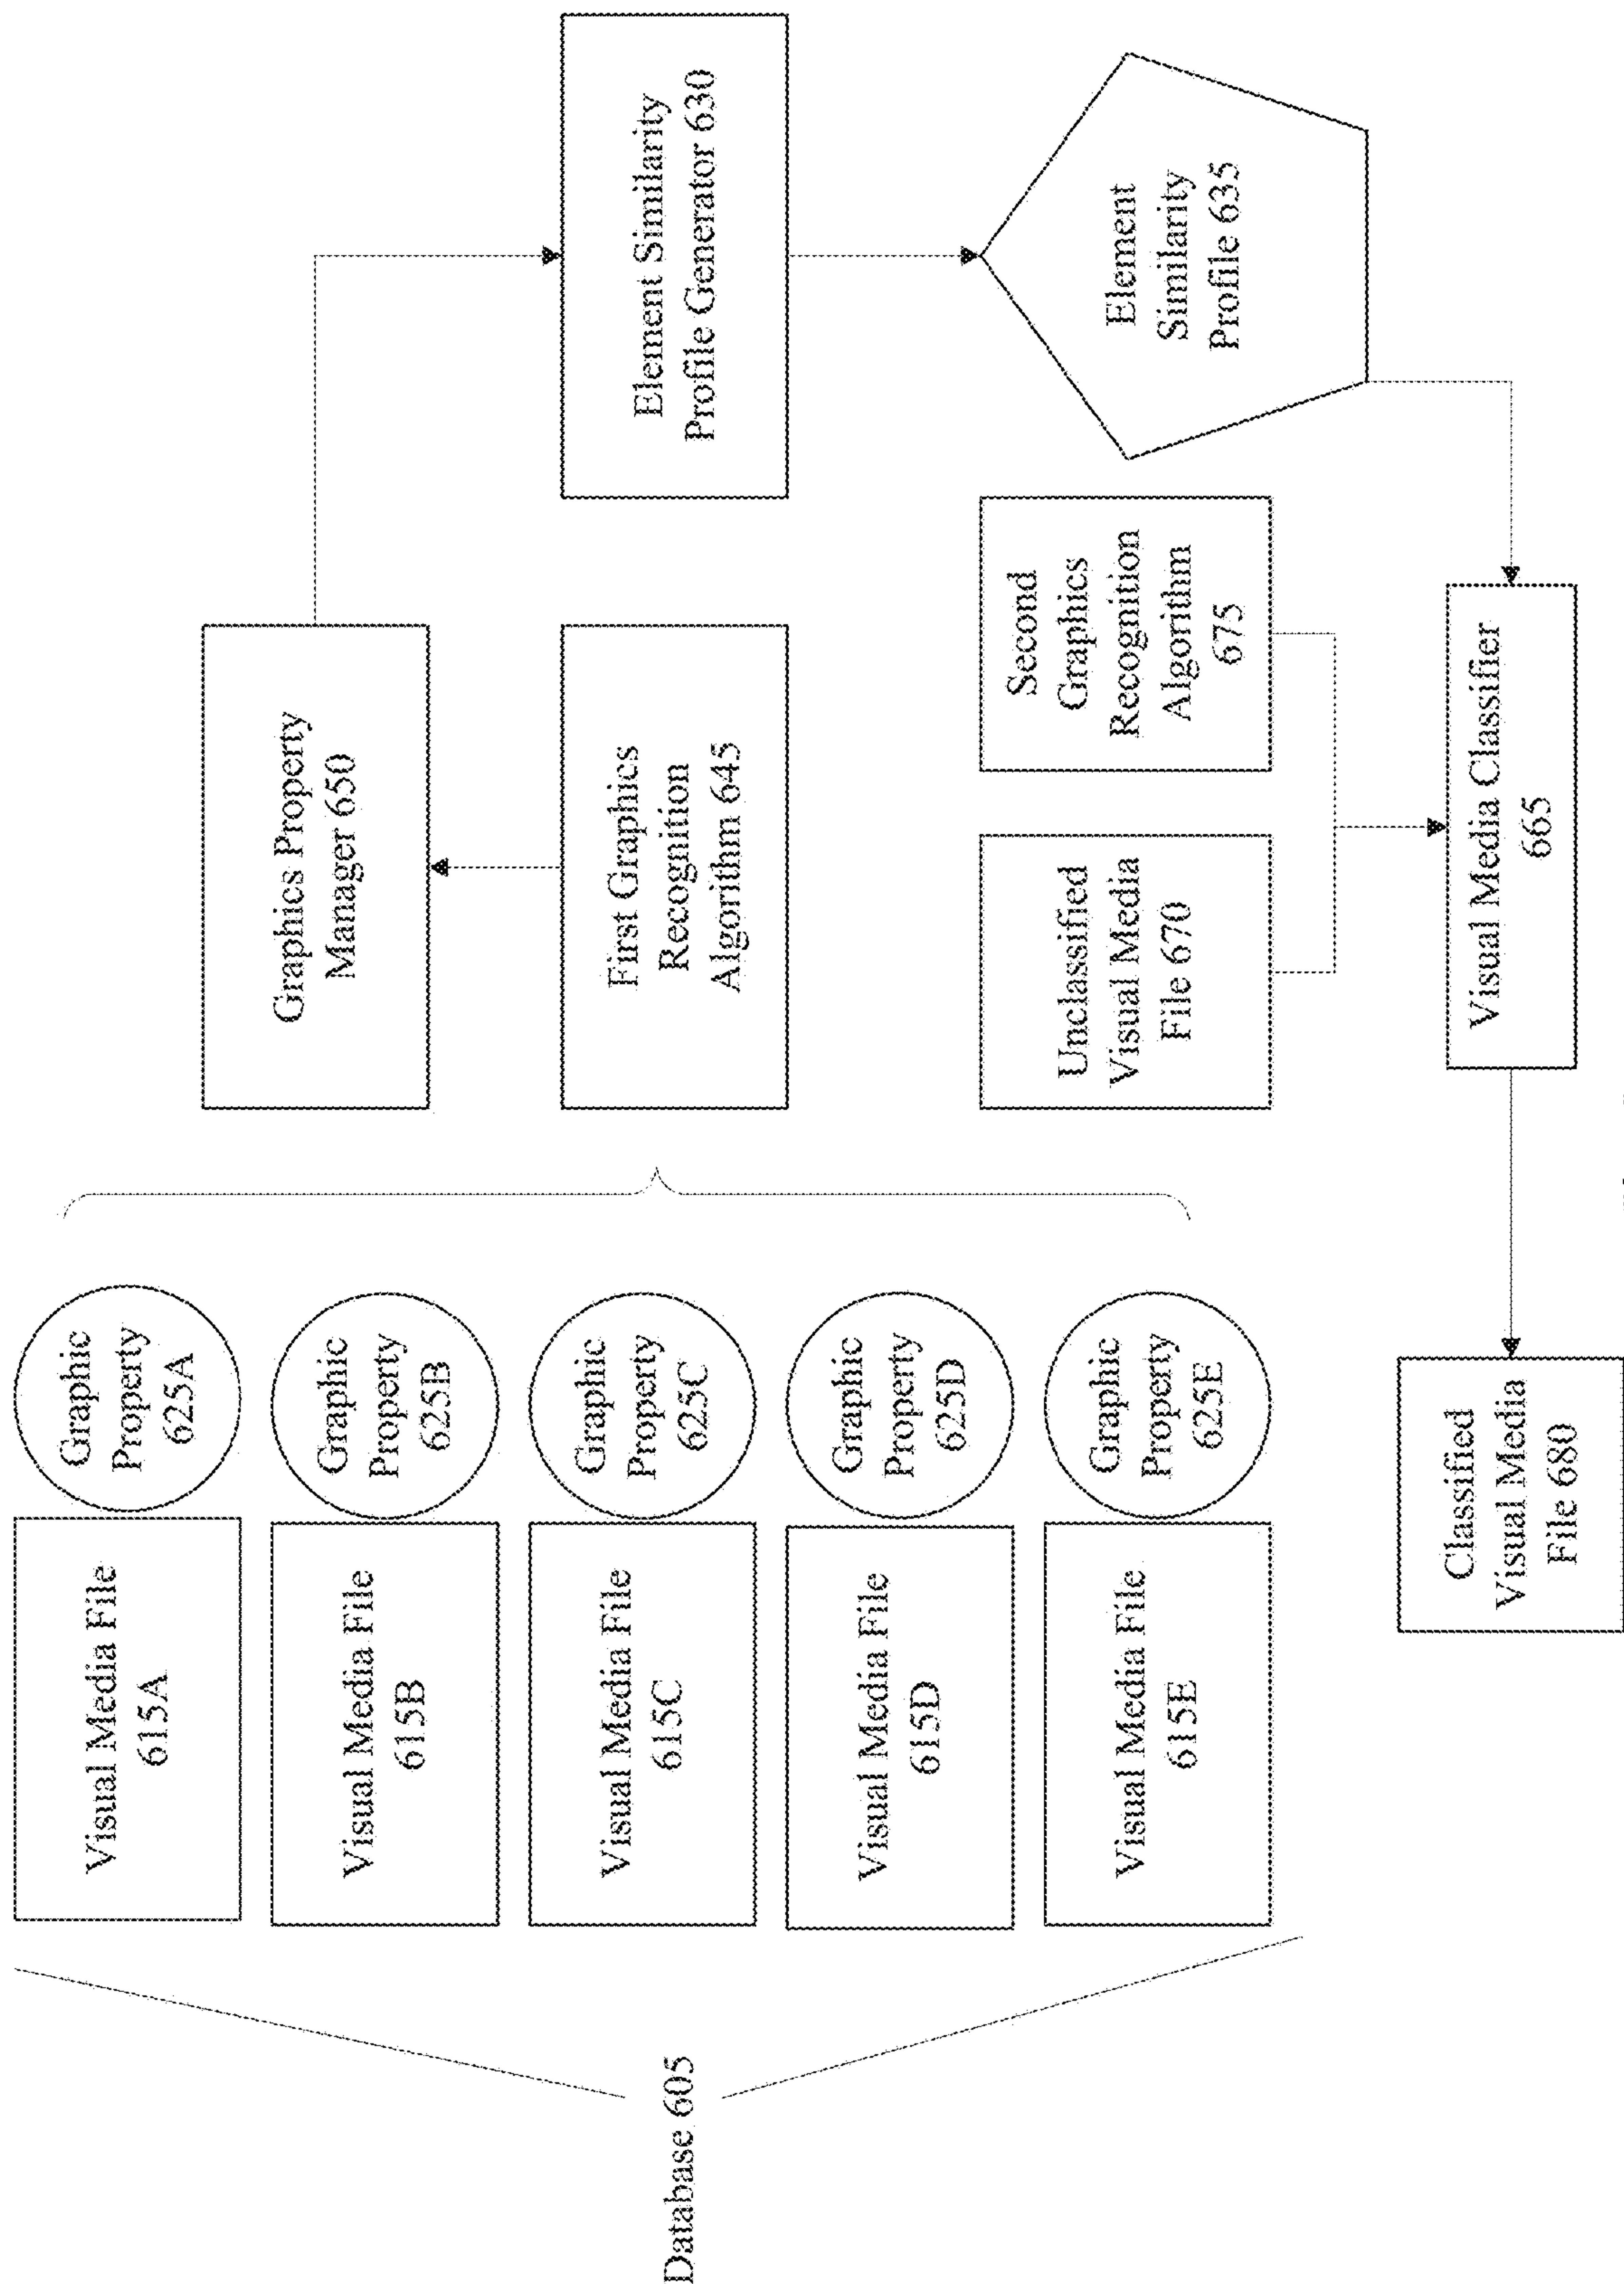 Database 605
Visual Media File
615A
Graphic
Property
625A
Visual Media File
615B
Graphic
Property
625B
Visual Media File
615C
Graphic
Property
625C
Visual Media File
615D
Graphic
Property
625D
Visual Media File
615E
Graphic
Property
625E
Graphics Property
Manager 650
First Graphics
Recognition
Algorithm 645
Element Similarity
Profile Generator 630
Element
Similarity
Profile 635
Unclassified
Visual Media
File 670
Second
Graphics
Recognition
Algorithm
675
Visual Media Classifier
665
Classified
Visual Media
File 680